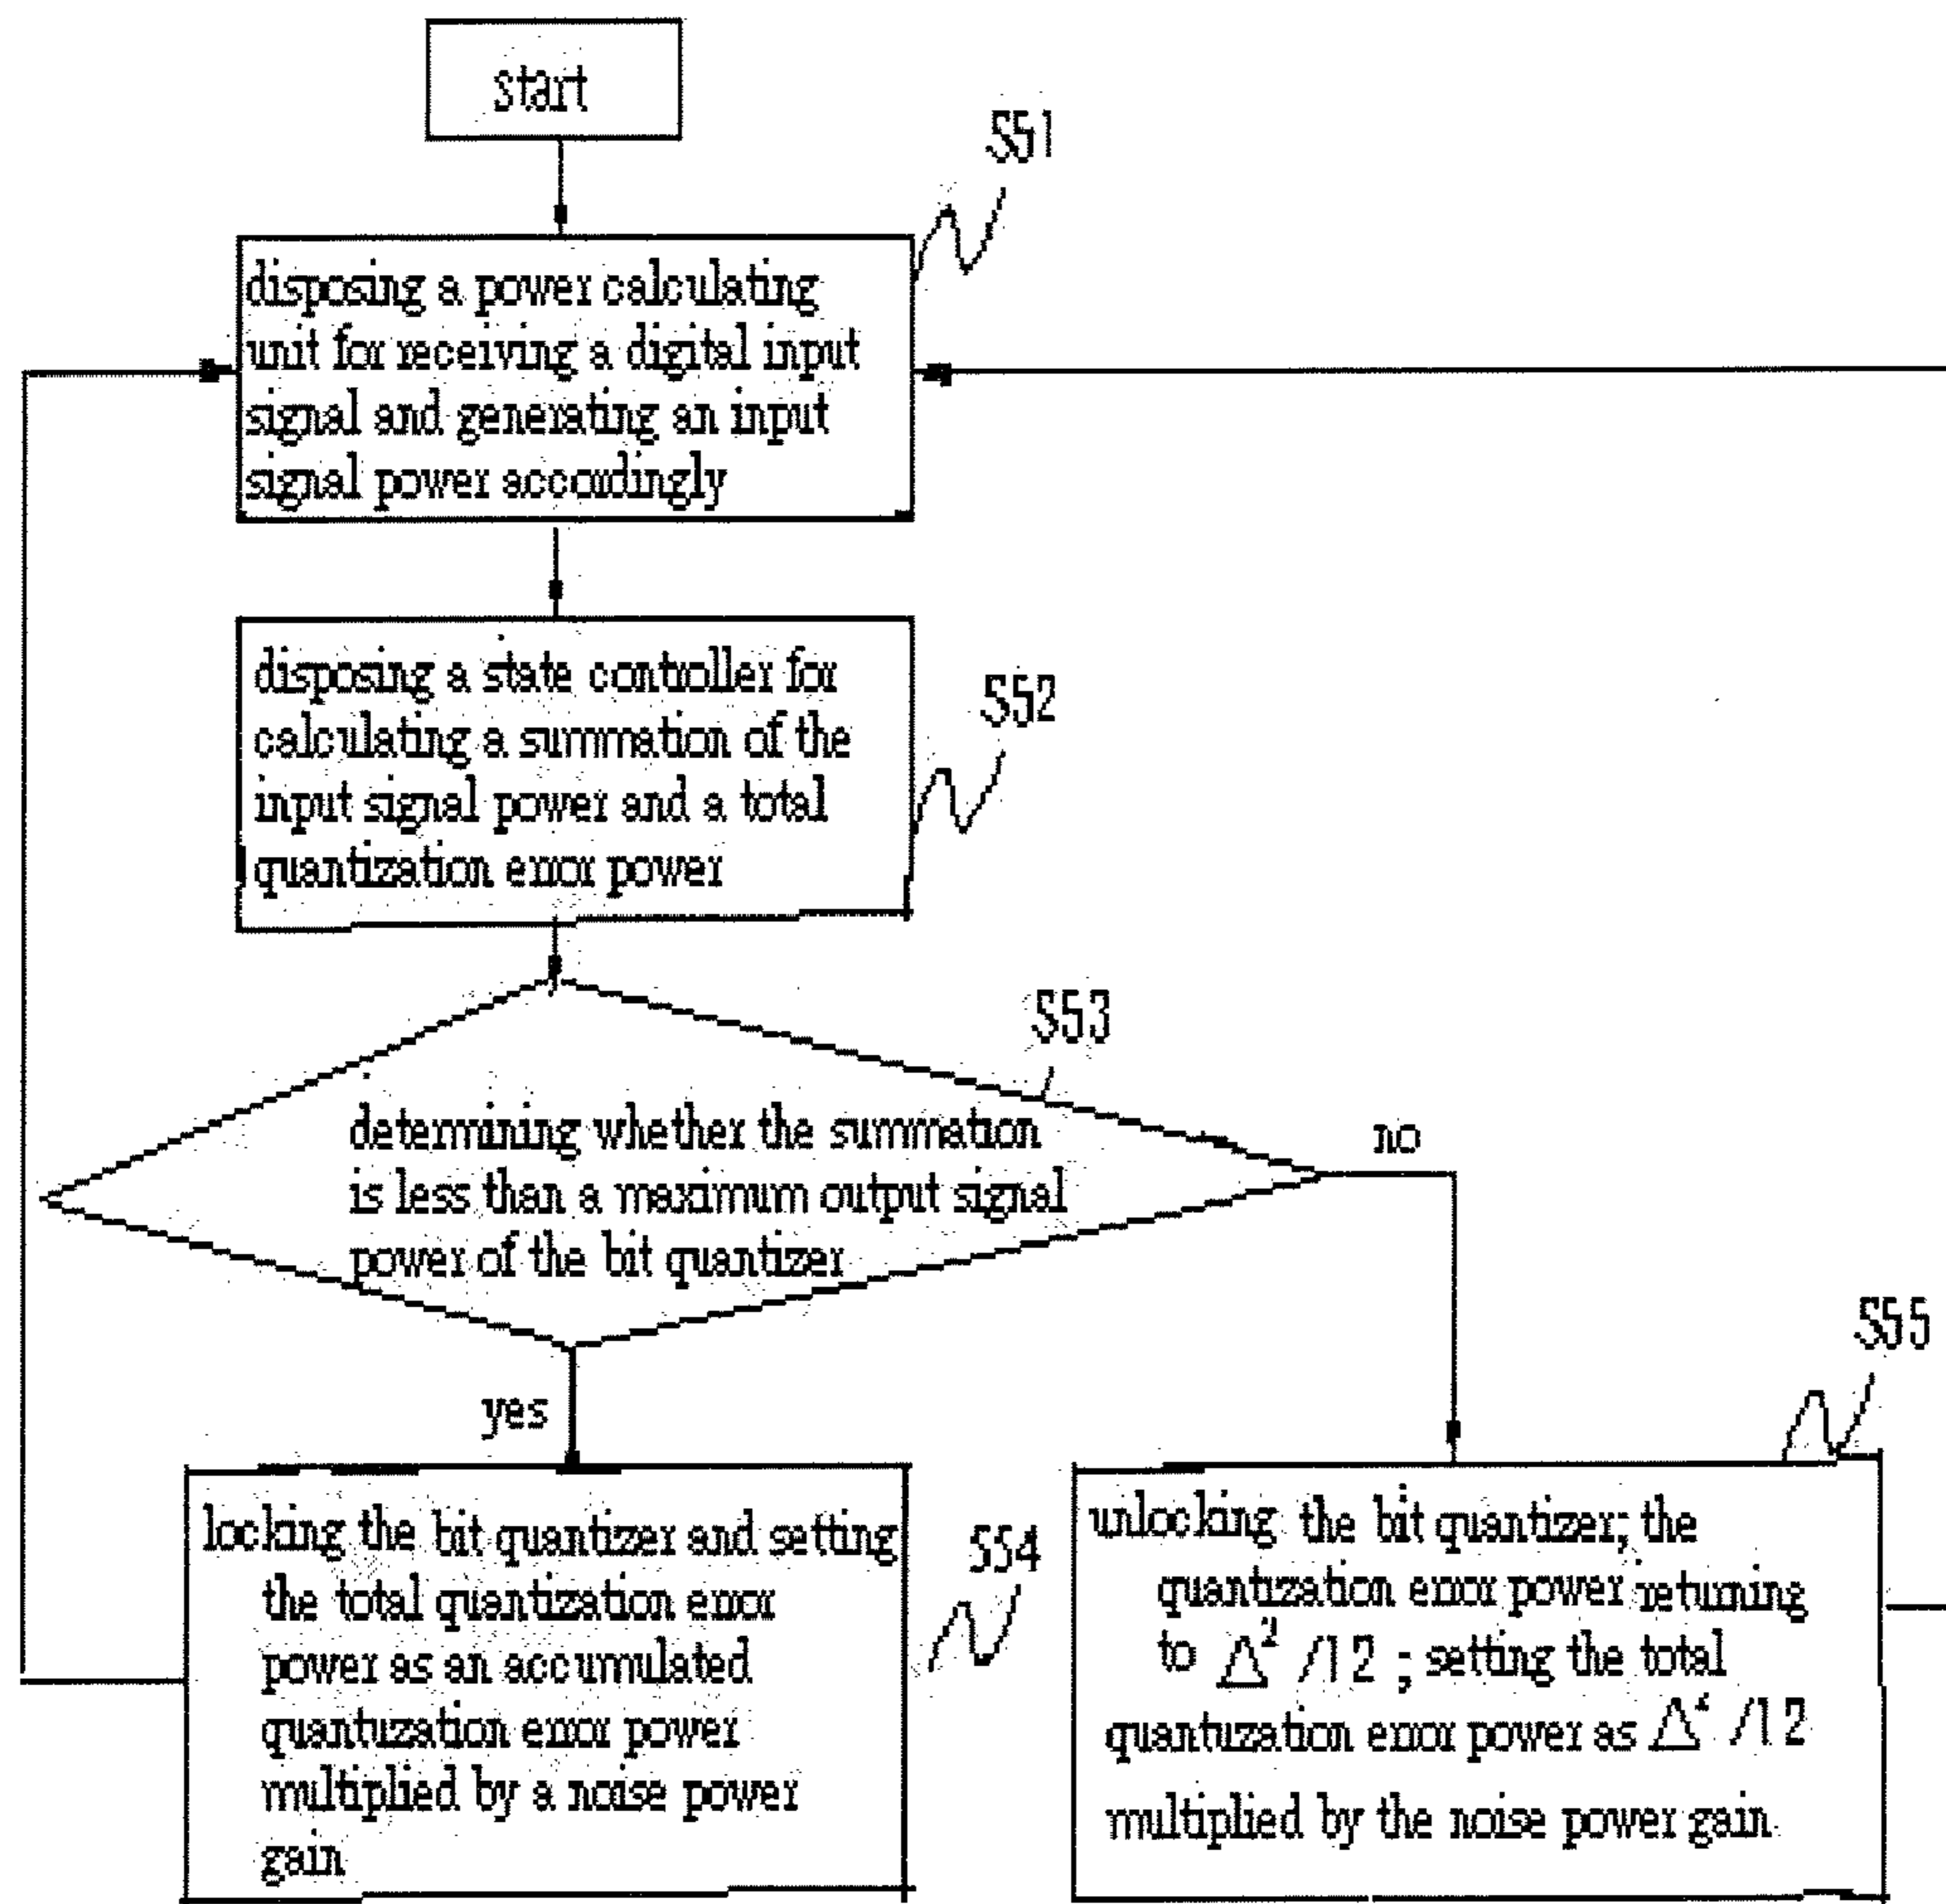 start
S51
disposing a power calculating
unit for receiving a digital input
signal and generating an input
signal power accordingly
disposing a state controller for
calculating a summation of the
input signal power and a total
quantization error power
S52
S53
determining whether the summation
is less than a maximum output signal
power of the bit quantizer
no
yes
S55
locking the bit quantizer and setting
the total quantization error
power as an accumulated
quantuzation error power
multiplied by a noise power
gain
S54
unlocking the bit quantizer; the
quantization error power returning
to Δ² /12 ; setting the total
quantuzation error power as Δ² /12
multiplied by the noise power gain.